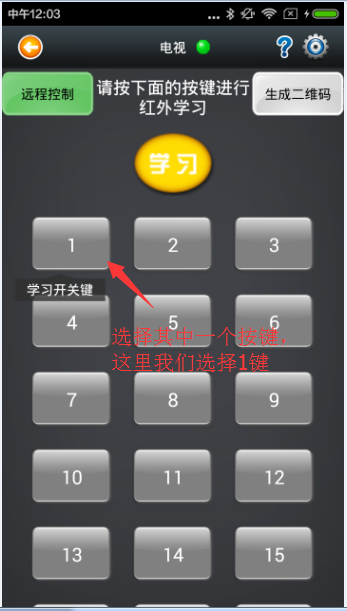 中午12:03
电视
远程控制
请按下面的按键进行
红外学习
生成二维码
学习
1
2
3
学习开关键
4
5
6
选择其中一个按键,
这里我们选择1键
7
8
9
10
11
12
13
14
15